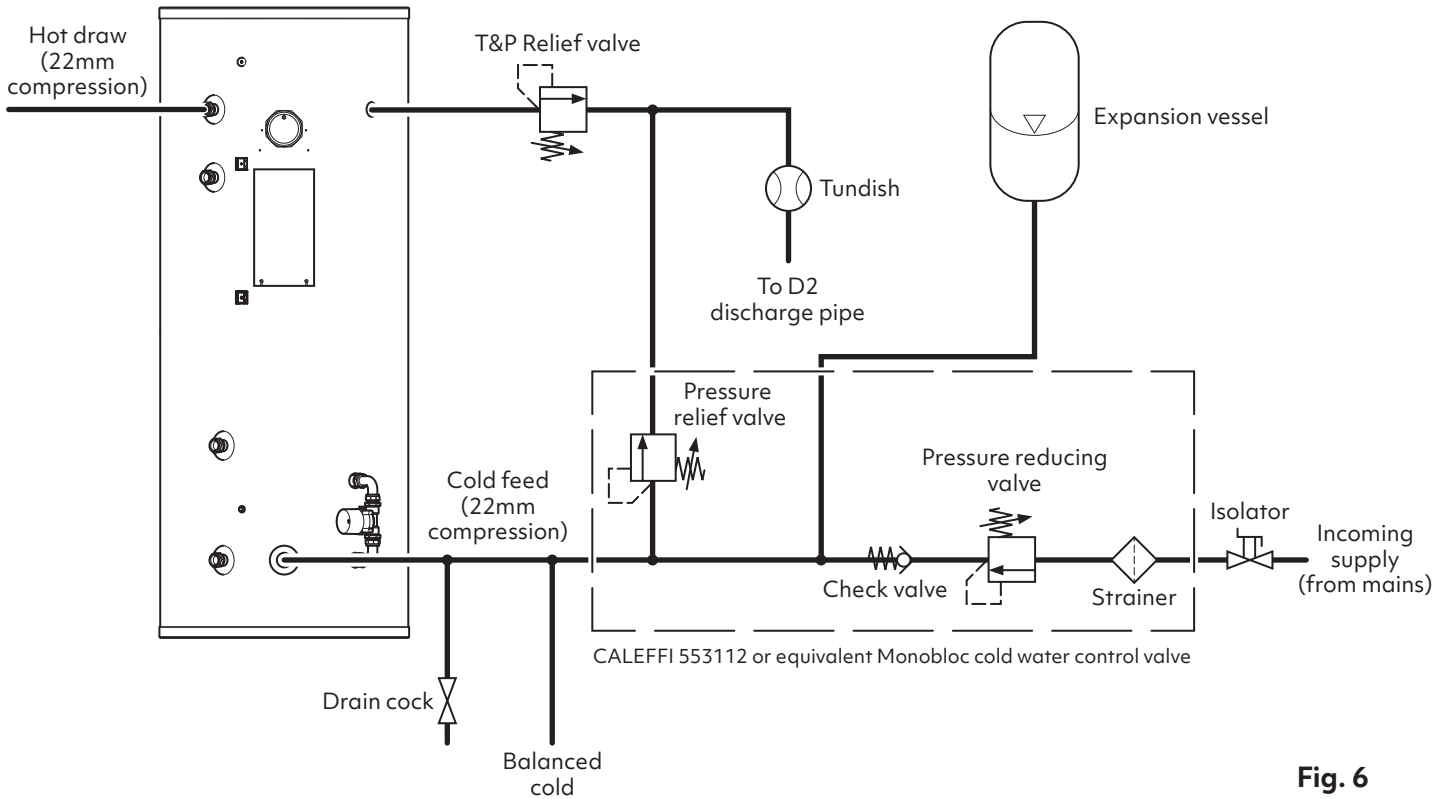 Hot draw
(22mm
compression)
T&P Relief valve
Expansion vessel
Tundish
To D2
discharge pipe
Pressure
relief valve
Pressure reducing
valve
Cold feed
(22mm
compression)
Isolator
Incoming
supply
(from mains)
Check valve
Strainer
CALEFFI 553112 or equivalent Monobloc cold water control valve
Drain cock
Balanced
cold
Fig. 6